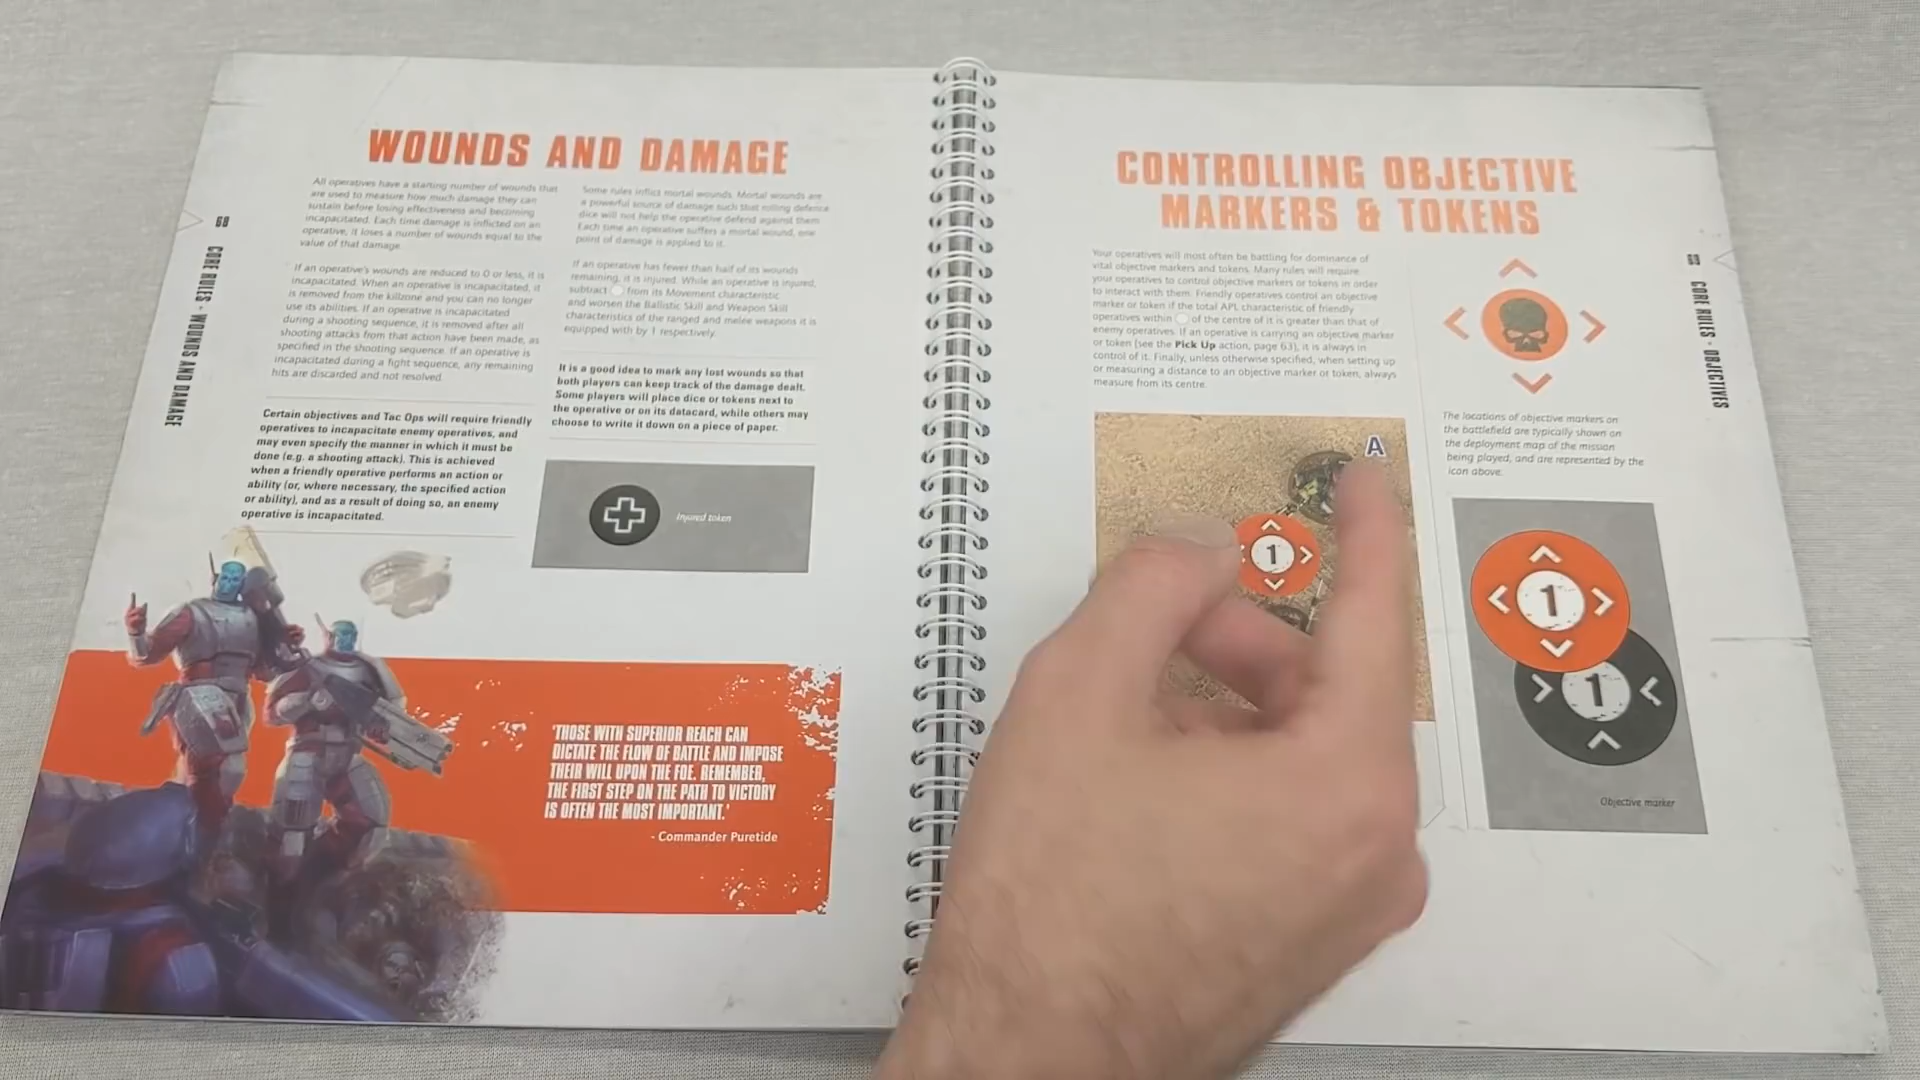 WOUNDS AND DAMAGE
All operatives have a starting number of wounds that
are used to measure how much damage they can
sustain before losing effectiveness and becoming
incapacitated. Each time damage is inflicted on an
operative, it loses a number of wounds equal to the
value of that damage.
If an operative's wounds are reduced to 0 or less, it is
incapacitated. When an operative is incapacitated, it
is removed from the killzone and you can no longer
use its abilities. If an operative is incapacitated
during a shooting sequence, it is removed after all
shooting attacks from that action have been made, as
specified in the shooting sequence. If an operative is
incapacitated during a fight sequence, any remaining
hits are discarded and not resolved.
Certain objectives and Tac Ops will require friendly
operatives to incapacitate enemy operatives, and
may even specify the manner in which it must be
done (e.g. a shooting attack). This is achieved
when a friendly operative performs an action or
ability (or, where necessary, the specified action
or ability), and as a result of doing so, an enemy
operative is incapacitated.
Some rules inflict mortal wounds. Mortal wounds are
a powerful source of damage such that rolling defence
dice will not help the operative defend against them.
Each time an operative suffers a mortal wound, one
point of damage is applied to it.
If an operative has fewer than half of its wounds
remaining, it is injured. While an operative is injured,
subtract from its Movement characteristic
and worsen the Ballistic Skill and Weapon Skill
characteristics of the ranged and melee weapons it is
equipped with by 1 respectively.
It is a good idea to mark any lost wounds so that
both players can keep track of the damage dealt.
Some players will place dice or tokens next to
the operative or on its datacard, while others may
choose to write it down on a piece of paper.
Injured token
'THOSE WITH SUPERIOR REACH CAN
DICTATE THE FLOW OF BATTLE AND IMPOSE
THEIR WILL UPON THE FOE. REMEMBER,
THE FIRST STEP ON THE PATH TO VICTORY
IS OFTEN THE MOST IMPORTANT.'
- Commander Puretide
68
CORE RULES - WOUNDS AND DAMAGE
CONTROLLING OBJECTIVE
MARKERS & TOKENS
Your operatives will most often be battling for dominance of
vital objective markers and tokens. Many rules will require
your operatives to control objective markers or tokens in order
to interact with them. Friendly operatives control an objective
marker or token if the total APL characteristic of friendly
operatives within of the centre of it is greater than that of
enemy operatives. If an operative is carrying an objective marker
or token (see the Pick Up action, page 63), it is always in
control of it. Finally, unless otherwise specified, when setting up
or measuring a distance to an objective marker or token, always
measure from its centre.
A
1
The locations of objective markers on
the battlefield are typically shown on
the deployment map of the mission
being played, and are represented by the
icon above.
1
1
Objective marker
69
CORE RULES - OBJECTIVES